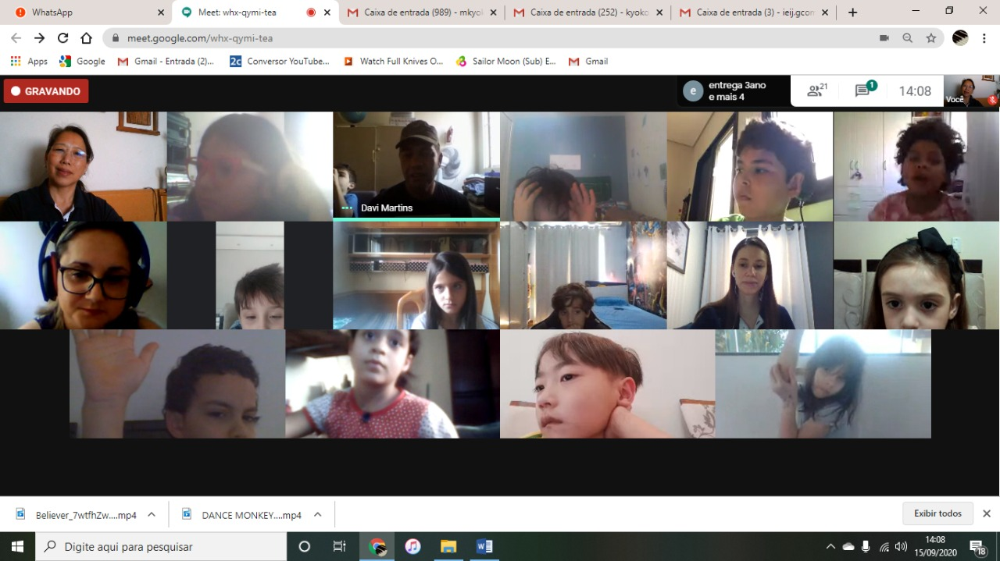 WhatsApp
Meet: whx-qymi-tea
Caixa de entrada (989) - mkyok
Caixa de entrada (252) - kyoko
Caixa de entrada (3) - ieij.gcom
meet.google.com/whx-qymi-tea
Apps
Google
Gmail - Entrada (2)...
2c
Conversor YouTube...
Watch Full Knives O...
Sailor Moon (Sub) E...
Gmail
GRAVANDO
e
entrega 3ano
e mais 4
21
1
14:08
Você
Davi Martins
Believer_7wtfhZw....mp4
DANCE MONKEY....mp4
Exibir todos
Digite aqui para pesquisar
14:08
15/09/2020
18